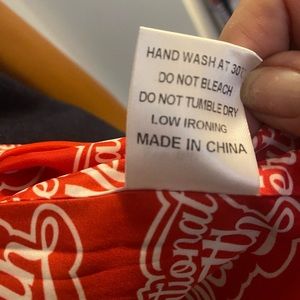 HAND WASH AT 30°C
DO NOT BLEACH
DO NOT TUMBLE DRY
LOW IRONING
MADE IN CHINA